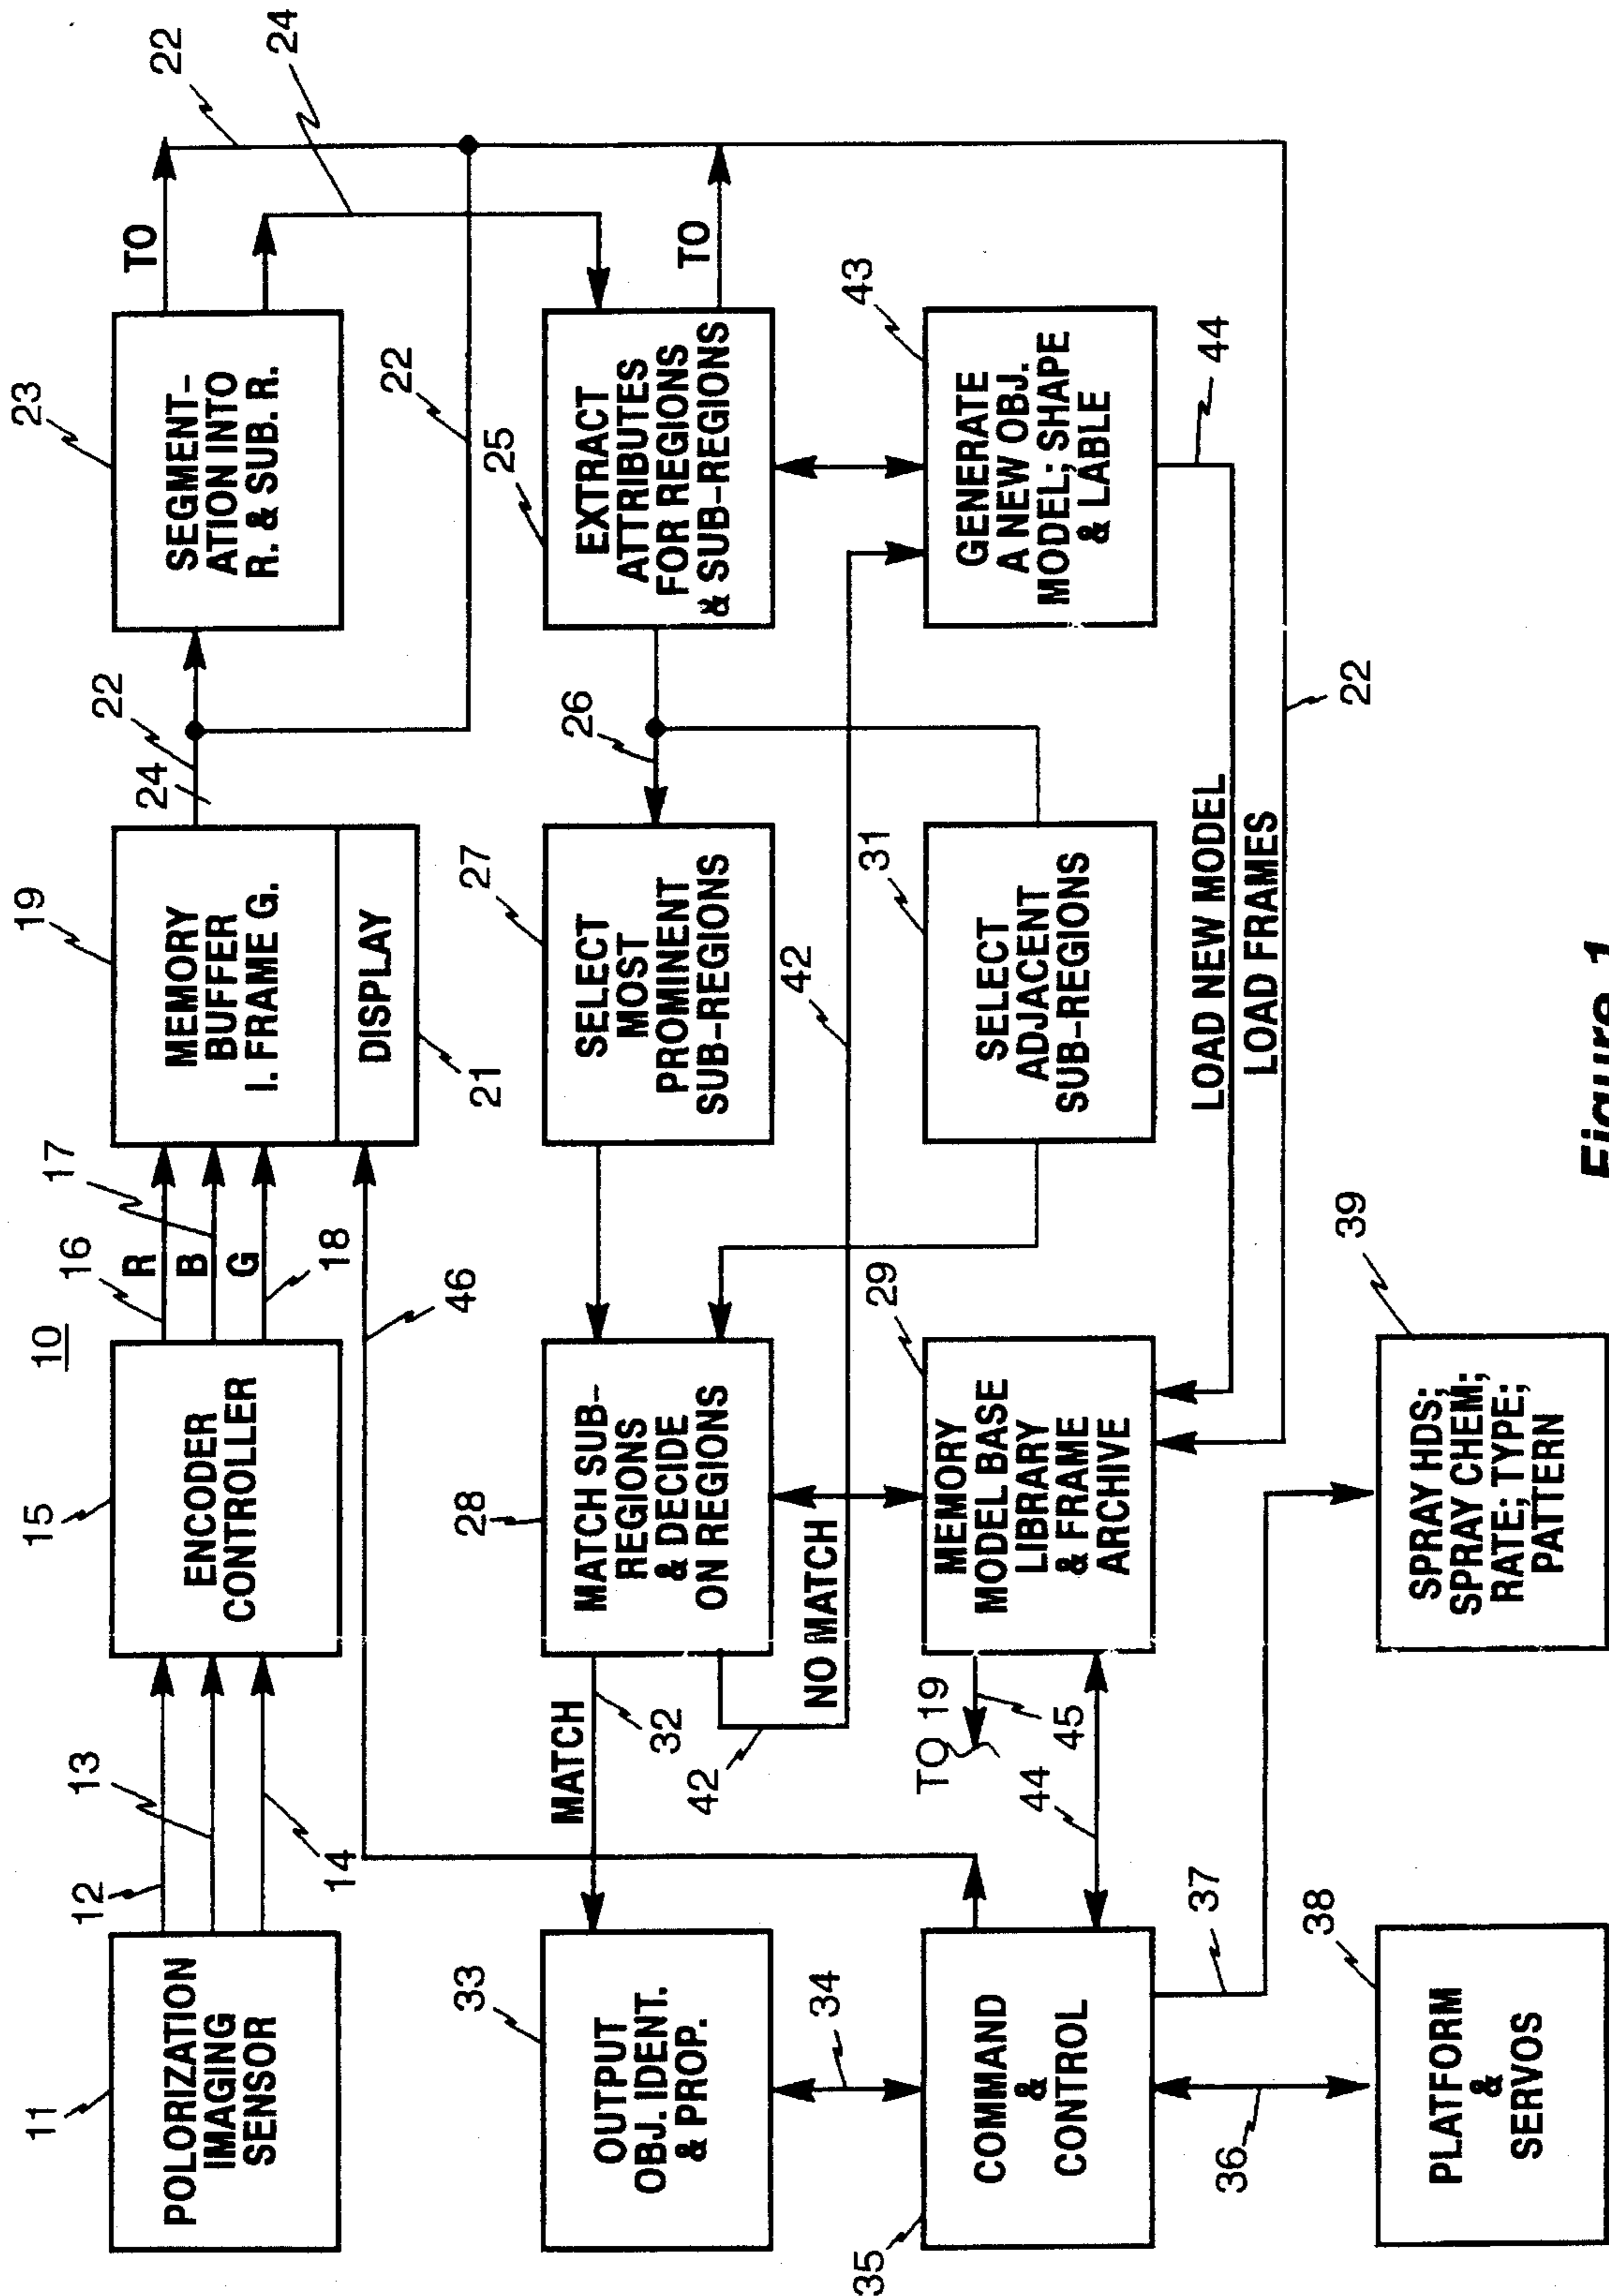 11
POLORIZATION
IMAGING
SENSOR
12
13
14
15
ENCODER
CONTROLLER
10
16
R
17
B
G
18
19
MEMORY
BUFFER
I. FRAME G.
DISPLAY
21
46
24
22
23
SEGMENT-
ATION INTO
R. & SUB. R.
TO
22
24
22
33
OUTPUT
OBJ. IDENT.
& PROP.
MATCH
32
42
28
MATCH SUB-
REGIONS
& DECIDE
ON REGIONS
NO MATCH
42
27
SELECT
MOST
PROMINENT
SUB-REGIONS
26
25
EXTRACT
ATTRIBUTES
FOR REGIONS
& SUB-REGIONS
TO
34
35
COMMAND
&
CONTROL
TO 19
45
44
29
MEMORY
MODEL BASE
LIBRARY
& FRAME
ARCHIVE
31
SELECT
ADJACENT
SUB-REGIONS
43
GENERATE
A NEW OBJ.
MODEL; SHAPE
& LABLE
44
LOAD NEW MODEL
LOAD FRAMES
22
36
37
38
PLATFORM
&
SERVOS
39
SPRAY HDS;
SPRAY CHEM;
RATE; TYPE;
PATTERN
Figure 1